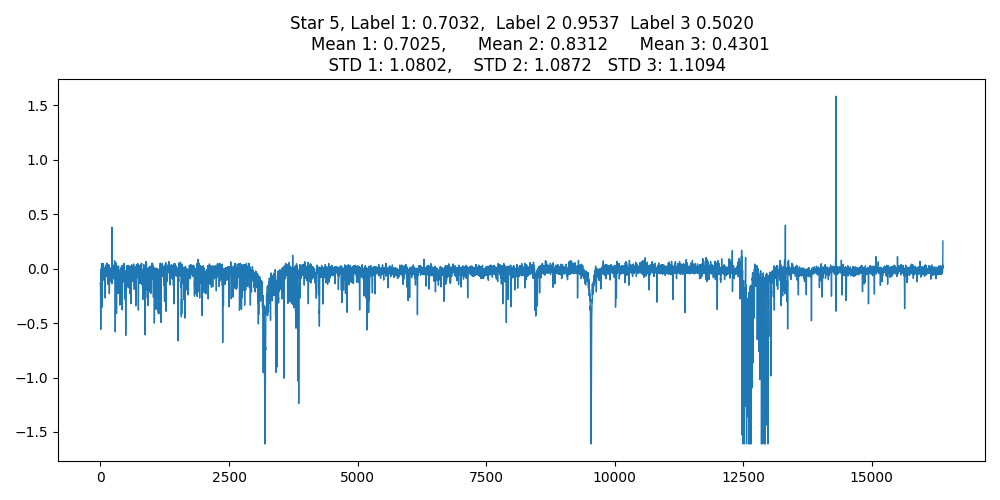 Star 5, Label 1: 0.7032,  Label 2 0.9537  Label 3 0.5020
Mean 1: 0.7025,      Mean 2: 0.8312      Mean 3: 0.4301
STD 1: 1.0802,    STD 2: 1.0872   STD 3: 1.1094
1.5
1.0
0.5
0.0
−0.5
−1.0
−1.5
0 2500 5000 7500 10000 12500 15000